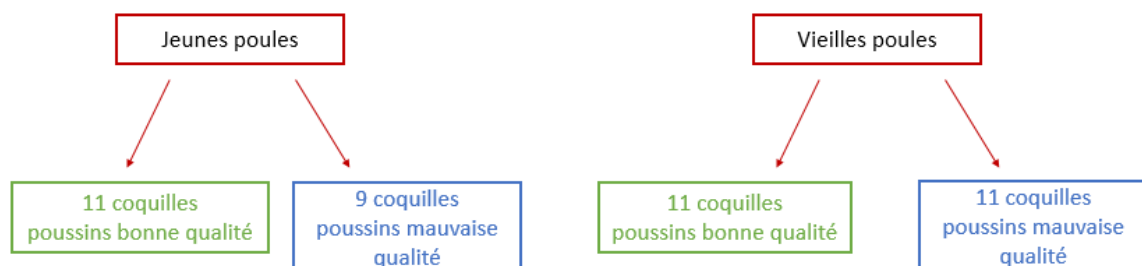 Jeunes poules
Vieilles poules
11 coquilles
poussins bonne qualité
9 coquilles
poussins mauvaise
qualité
11 coquilles
poussins bonne qualité
11 coquilles
poussins mauvaise
qualité